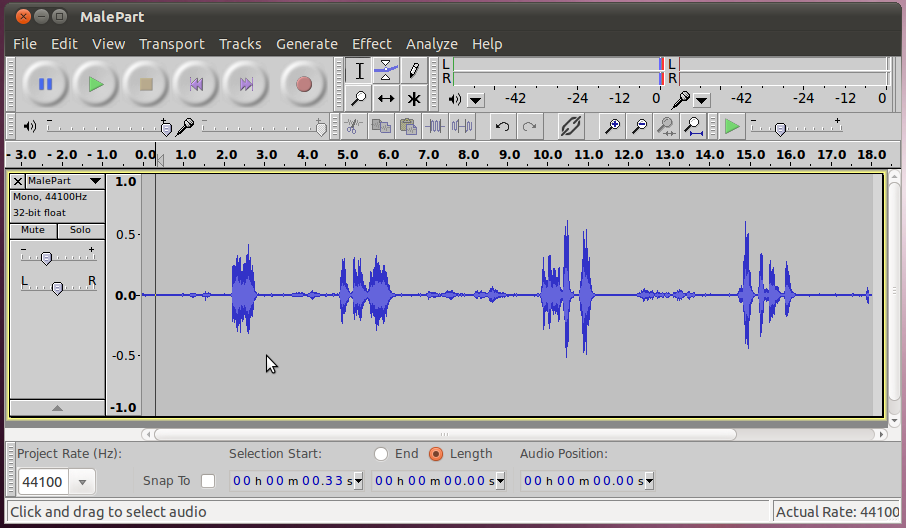 MalePart
File Edit View Transport Tracks Generate Effect Analyze Help
L
R
-42 -24 -12 0
L
R
-42 -24 -12 0
- 3.0 - 2.0 - 1.0 0.0 1.0 2.0 3.0 4.0 5.0 6.0 7.0 8.0 9.0 10.0 11.0 12.0 13.0 14.0 15.0 16.0 17.0 18.0
MalePart
Mono, 44100Hz
32-bit float
Mute Solo
- +
L R
1.0
0.5-
0.0-
-0.5-
-1.0
Project Rate (Hz): Selection Start: End Length Audio Position:
44100 Snap To 00 h 00 m 00.33 s 00 h 00 m 00.00 s 00 h 00 m 00.00 s
Click and drag to select audio Actual Rate: 44100